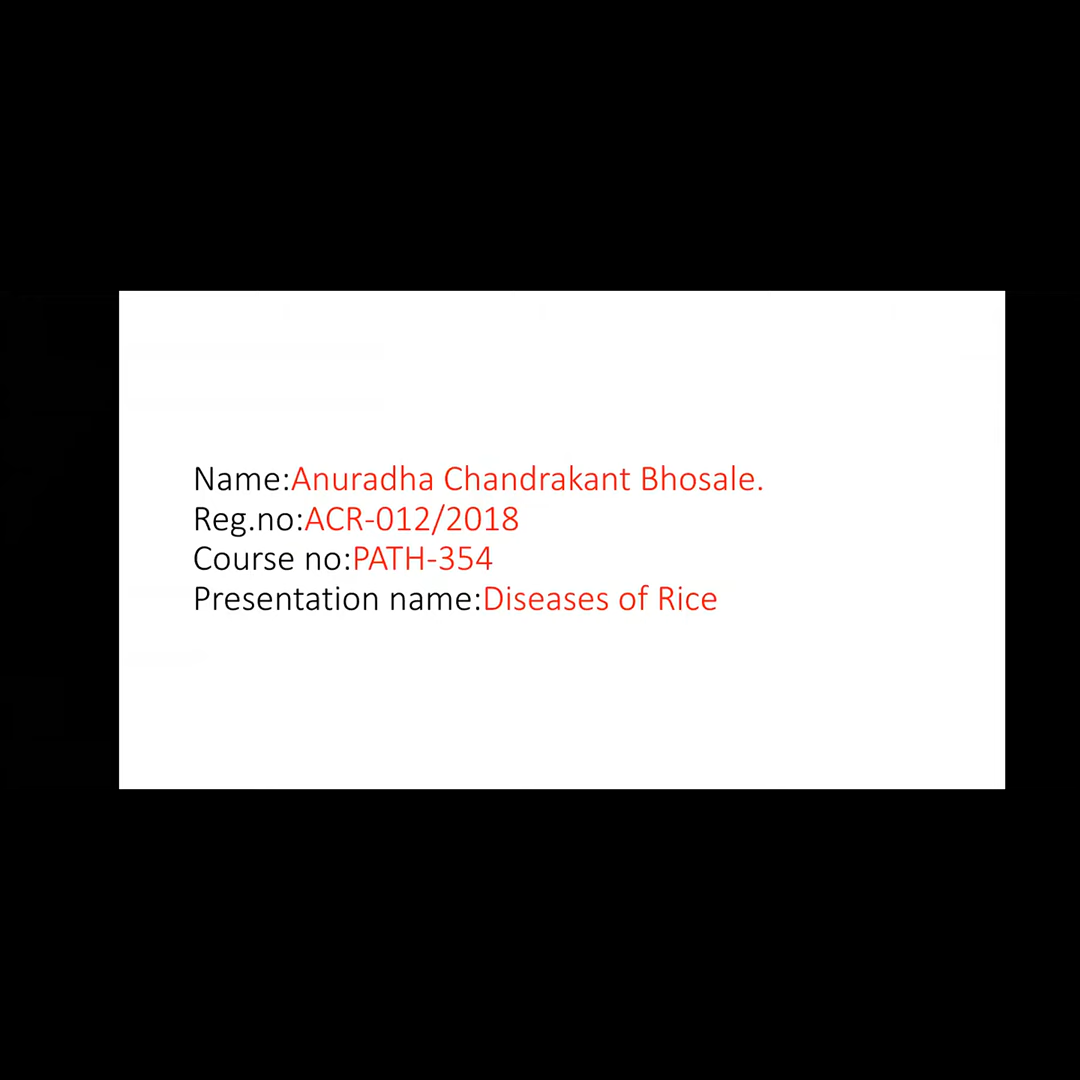 Name:Anuradha Chandrakant Bhosale.
Reg.no:ACR-012/2018
Course no:PATH-354
Presentation name:Diseases of Rice